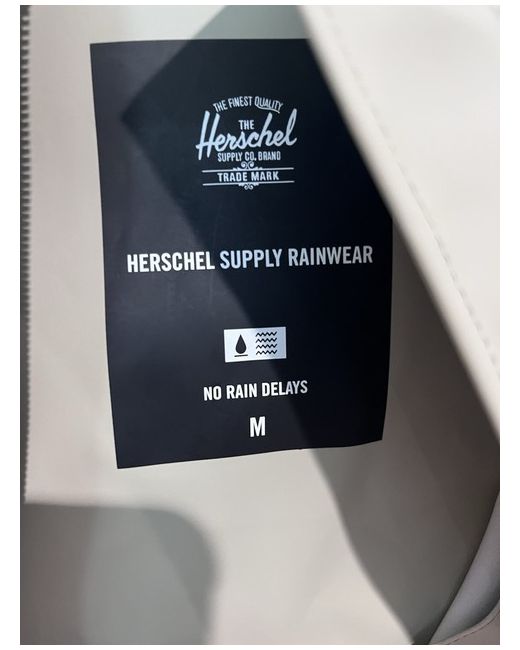 THE FINEST QUALITY
THE
Herschel
SUPPLY CO. BRAND
TRADE MARK
HERSCHEL SUPPLY RAINWEAR
NO RAIN DELAYS
M